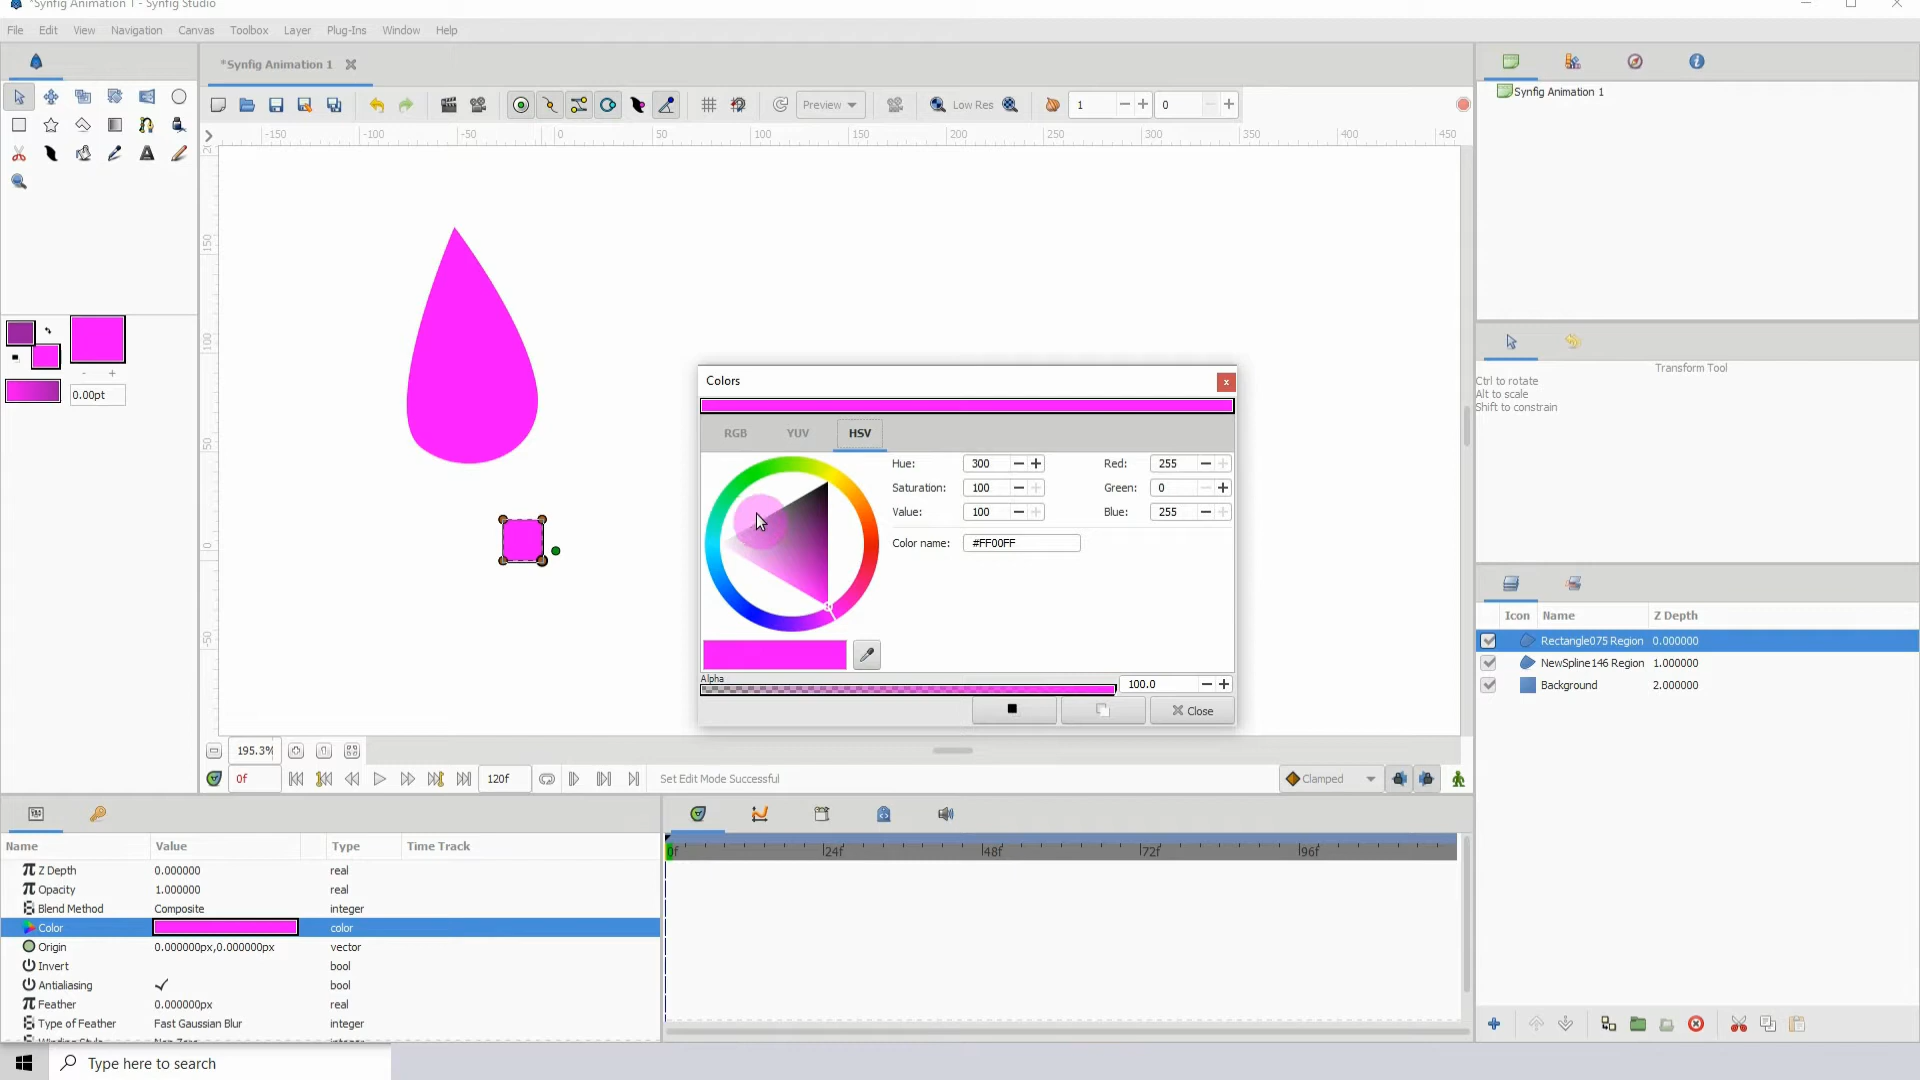 *Synfig Animation 1 - Synfig Studio
File Edit View Navigation Canvas Toolbox Layer Plug-Ins Window Help
*Synfig Animation 1
Preview Low Res 1 0
-150 -100 -50 0 50 100 150 200 250 300 350 400 450
150
100
50
0
-50
0.00pt
Colors
RGB YUV HSV
Hue: 300 Red: 255
Saturation: 100 Green: 0
Value: 100 Blue: 255
Color name: #FF00FF
Alpha 100.0
Close
195.3%
0f 120f Set Edit Mode Successful Clamped
Synfig Animation 1
Transform Tool
Ctrl to rotate
Alt to scale
Shift to constrain
Icon Name Z Depth
Rectangle075 Region 0.000000
NewSpline146 Region 1.000000
Background 2.000000
Name Value Type Time Track
Z Depth 0.000000 real
Opacity 1.000000 real
Blend Method Composite integer
Color color
Origin 0.000000px,0.000000px vector
Invert bool
Antialiasing bool
Feather 0.000000px real
Type of Feather Fast Gaussian Blur integer
0f 24f 48f 72f 96f
Type here to search